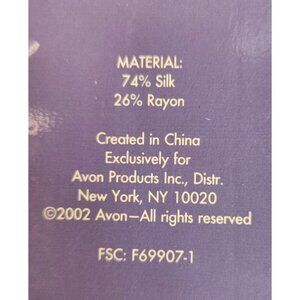 MATERIAL:
74% Silk
26% Rayon
Created in China
Exclusively for
Avon Products Inc., Distr.
New York, NY 10020
©2002 Avon—All rights reserved
FSC: F69907-1